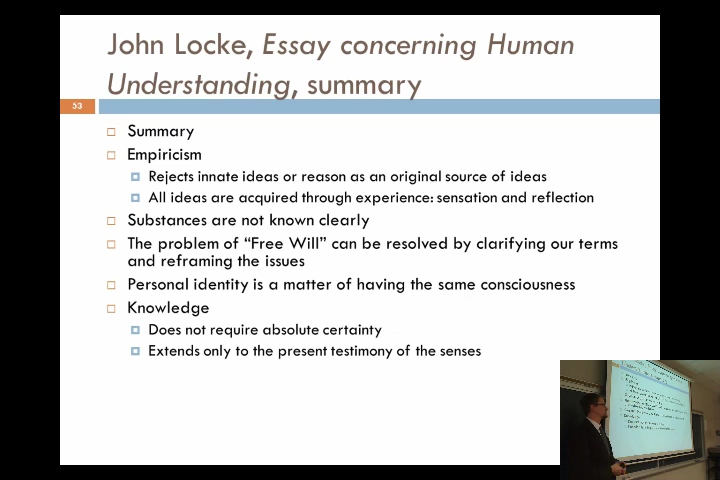 John Locke, Essay concerning Human
Understanding, summary
53
Summary
Empiricism
Rejects innate ideas or reason as an original source of ideas
All ideas are acquired through experience: sensation and reflection
Substances are not known clearly
The problem of “Free Will” can be resolved by clarifying our terms
and reframing the issues
Personal identity is a matter of having the same consciousness
Knowledge
Does not require absolute certainty
Extends only to the present testimony of the senses